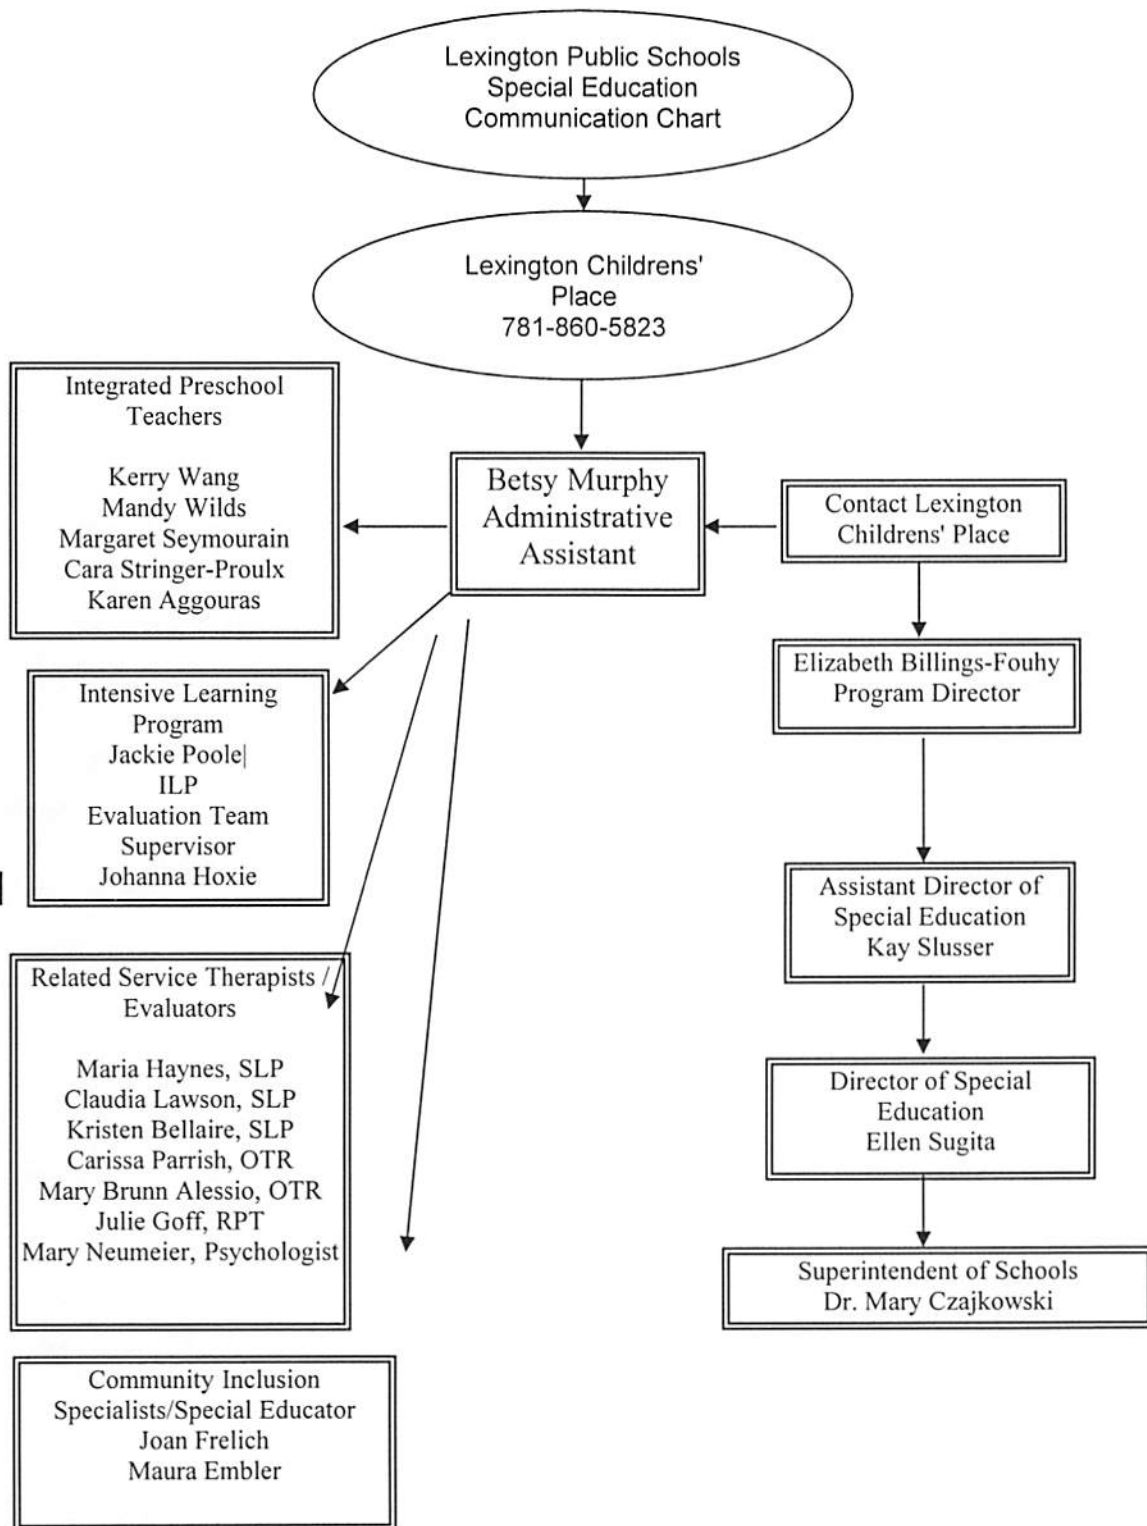 Lexington Public Schools
Special Education
Communication Chart
Lexington Childrens'
Place
781-860-5823
Integrated Preschool
Teachers
Kerry Wang
Mandy Wilds
Margaret Seymourain
Cara Stringer-Proulx
Karen Aggouras
Betsy Murphy
Administrative
Assistant
Contact Lexington
Childrens' Place
Elizabeth Billings-Fouhy
Program Director
Intensive Learning
Program
Jackie Poole|
ILP
Evaluation Team
Supervisor
Johanna Hoxie
Assistant Director of
Special Education
Kay Slusser
Related Service Therapists /
Evaluators
Maria Haynes, SLP
Claudia Lawson, SLP
Kristen Bellaire, SLP
Carissa Parrish, OTR
Mary Brunn Alessio, OTR
Julie Goff, RPT
Mary Neumeier, Psychologist
Director of Special
Education
Ellen Sugita
Superintendent of Schools
Dr. Mary Czajkowski
Community Inclusion
Specialists/Special Educator
Joan Frelich
Maura Embler